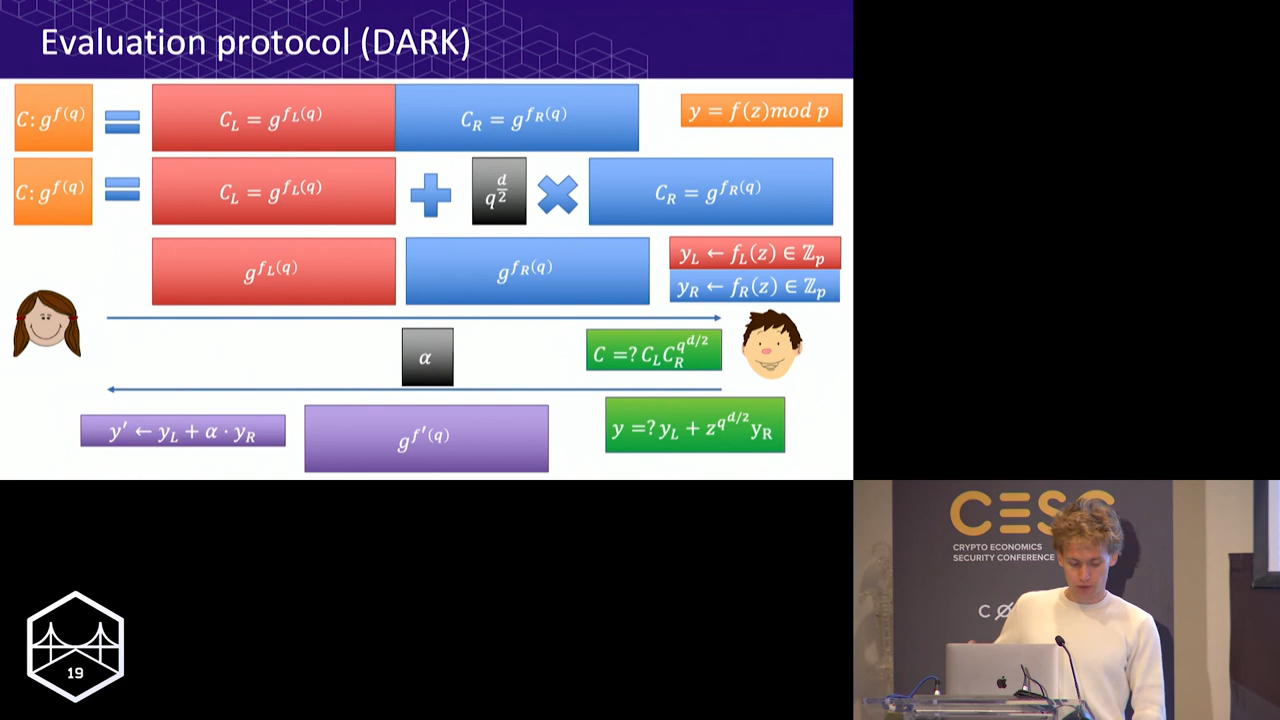 Evaluation protocol (DARK)
C: g^{f(q)} = C_L = g^{f_L(q)} C_R = g^{f_R(q)} y = f(z)mod p
C: g^{f(q)} = C_L = g^{f_L(q)} + q^{\frac{d}{2}} × C_R = g^{f_R(q)}
g^{f_L(q)} g^{f_R(q)} y_L ← f_L(z) ∈ ℤ_p
y_R ← f_R(z) ∈ ℤ_p
α C =? C_L C_R^{q^{d/2}}
y' ← y_L + α · y_R g^{f'(q)} y =? y_L + z^{q^{d/2}} y_R
CESC
CRYPTO ECONOMICS
SECURITY CONFERENCE
19